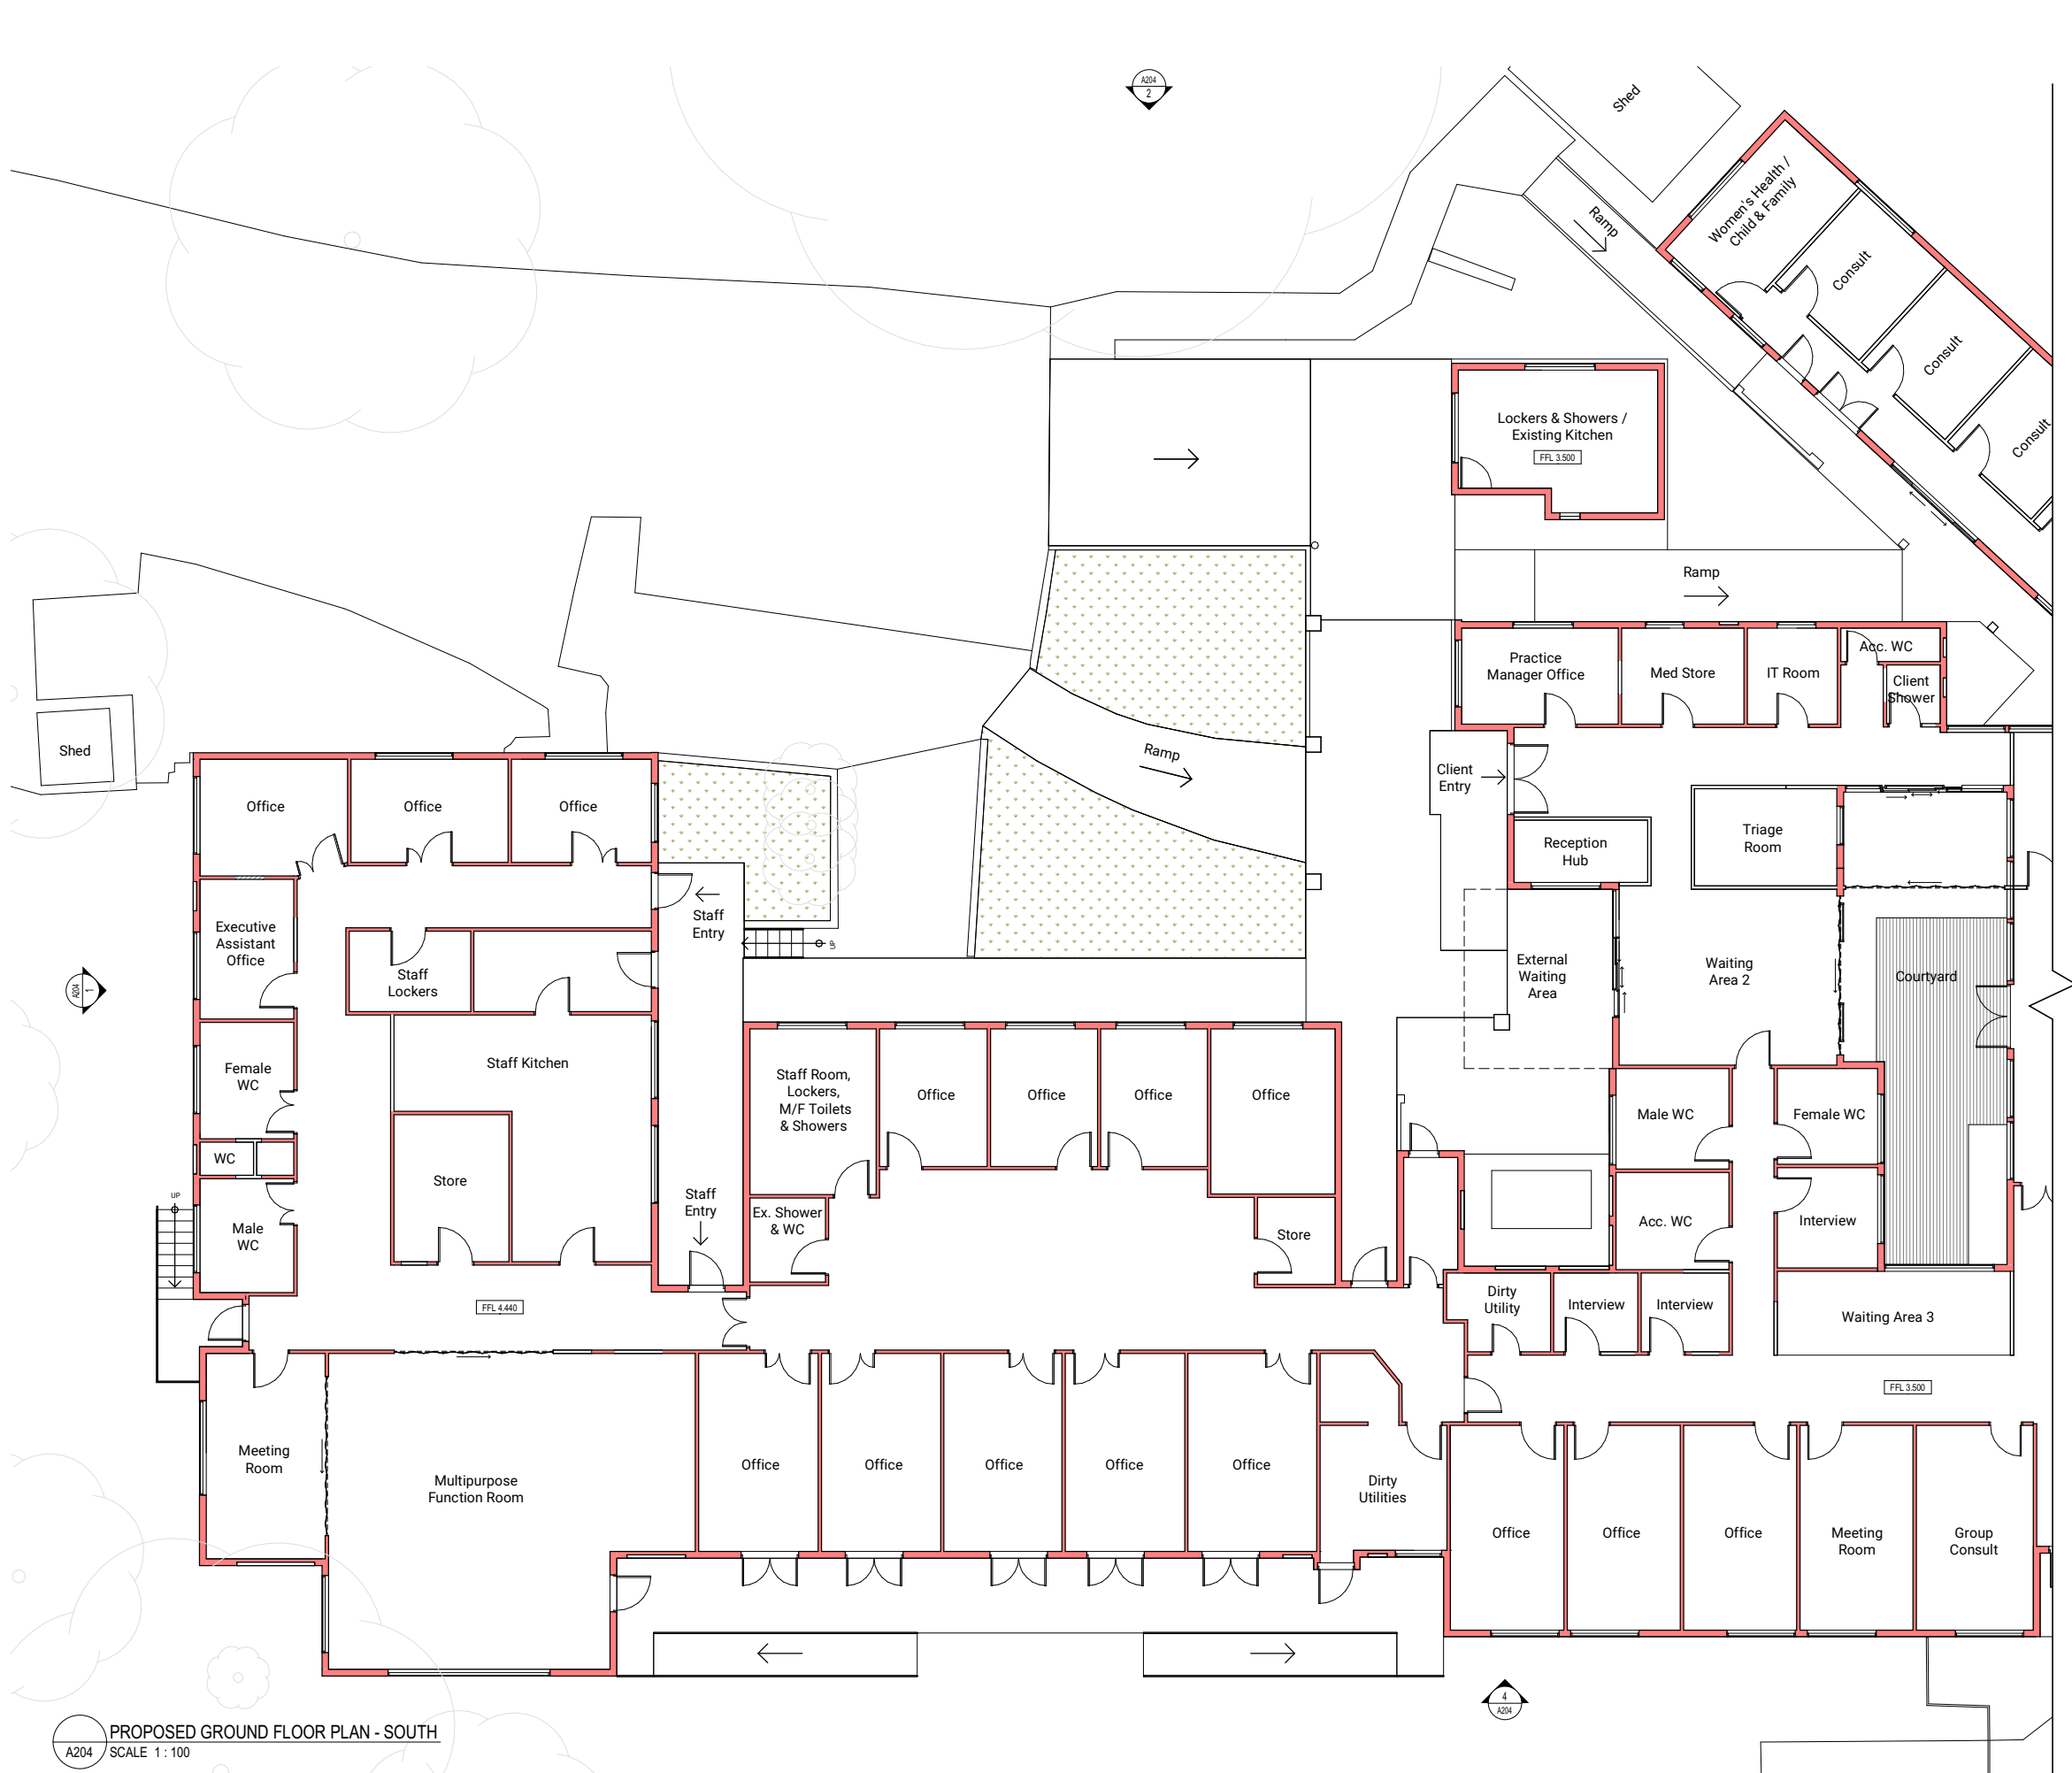 A204
2
Shed
Women's Health /
Child & Family
Ramp
Consult
Consult
Consult
Lockers & Showers /
Existing Kitchen
FFL 3.500
Ramp
Practice
Manager Office
Med Store
IT Room
Acc. WC
Client
Shower
Shed
Ramp
Client
Entry
Reception
Hub
Triage
Room
Office
Office
Office
Staff
Entry
UP
Executive
Assistant
Office
Staff
Lockers
A204
1
External
Waiting
Area
Waiting
Area 2
Courtyard
Female
WC
Staff Kitchen
Staff Room,
Lockers,
M/F Toilets
& Showers
Office
Office
Office
Office
Male WC
Female WC
WC
Store
UP
Male
WC
Staff
Entry
Ex. Shower
& WC
Store
Acc. WC
Interview
FFL 4.440
Dirty
Utility
Interview
Interview
Waiting Area 3
FFL 3.500
Meeting
Room
Multipurpose
Function Room
Office
Office
Office
Office
Office
Dirty
Utilities
Office
Office
Office
Meeting
Room
Group
Consult
4
A204
PROPOSED GROUND FLOOR PLAN - SOUTH
A204
SCALE 1 : 100